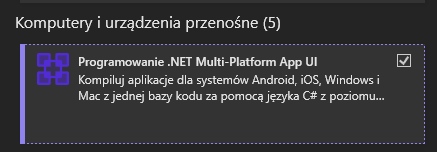 Komputery i urządzenia przenośne (5)
Programowanie .NET Multi-Platform App UI
Kompiluj aplikacje dla systemów Android, iOS, Windows i
Mac z jednej bazy kodu za pomocą języka C# z poziomu...